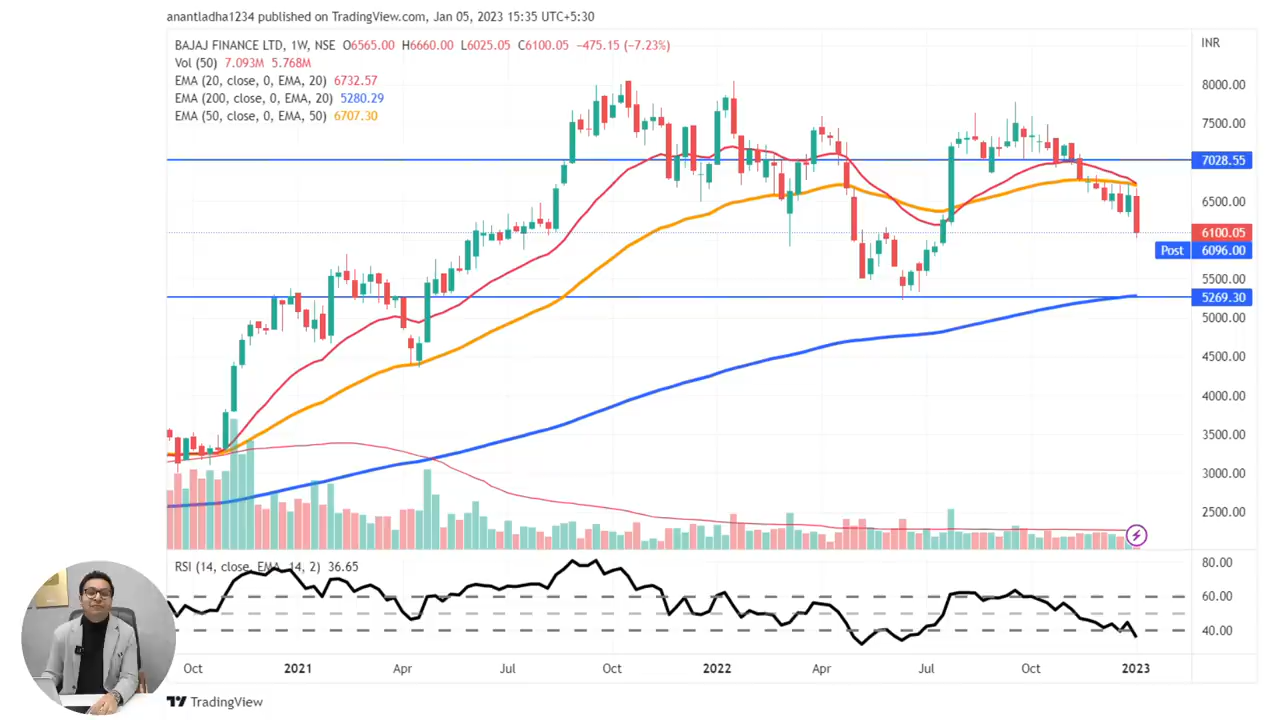 anantladha1234 published on TradingView.com, Jan 05, 2023 15:35 UTC+5:30
BAJAJ FINANCE LTD, 1W, NSE O6565.00 H6660.00 L6025.05 C6100.05 −475.15 (−7.23%)
INR
Vol (50) 7.093M 5.768M
EMA (20, close, 0, EMA, 20) 6732.57
EMA (200, close, 0, EMA, 20) 5280.29
EMA (50, close, 0, EMA, 50) 6707.30
8000.00
7500.00
7028.55
6500.00
6100.05
Post 6096.00
5500.00
5269.30
5000.00
4500.00
4000.00
3500.00
3000.00
2500.00
RSI (14, close, EMA, 14, 2) 36.65
80.00
60.00
40.00
Oct 2021 Apr Jul Oct 2022 Apr Jul Oct 2023
TradingView